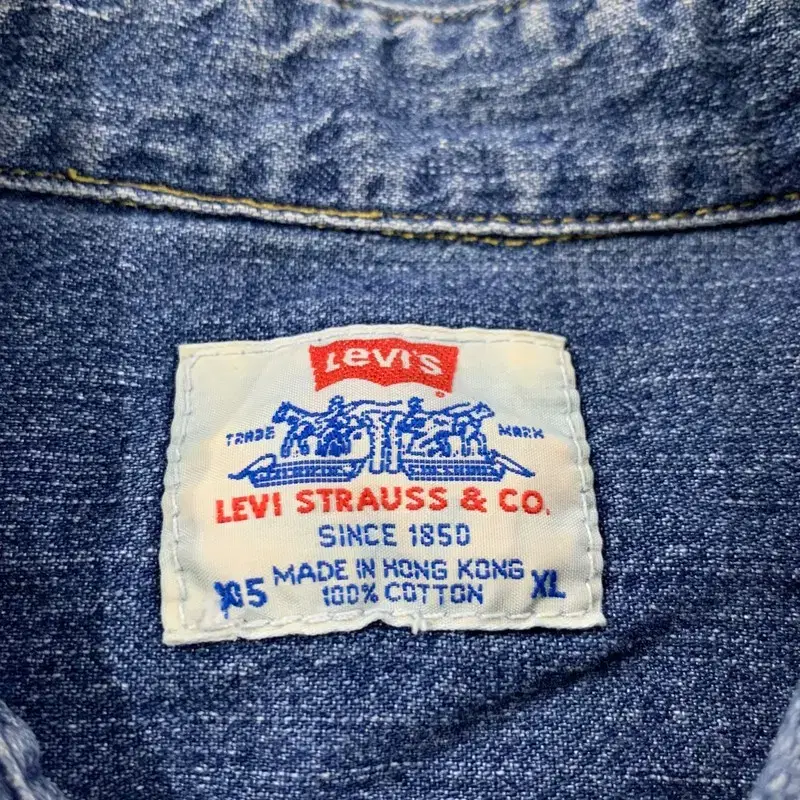 Levi's
TRADE MARK
LEVI STRAUSS & CO.
SINCE 1850
MADE IN HONG KONG
100% COTTON XL